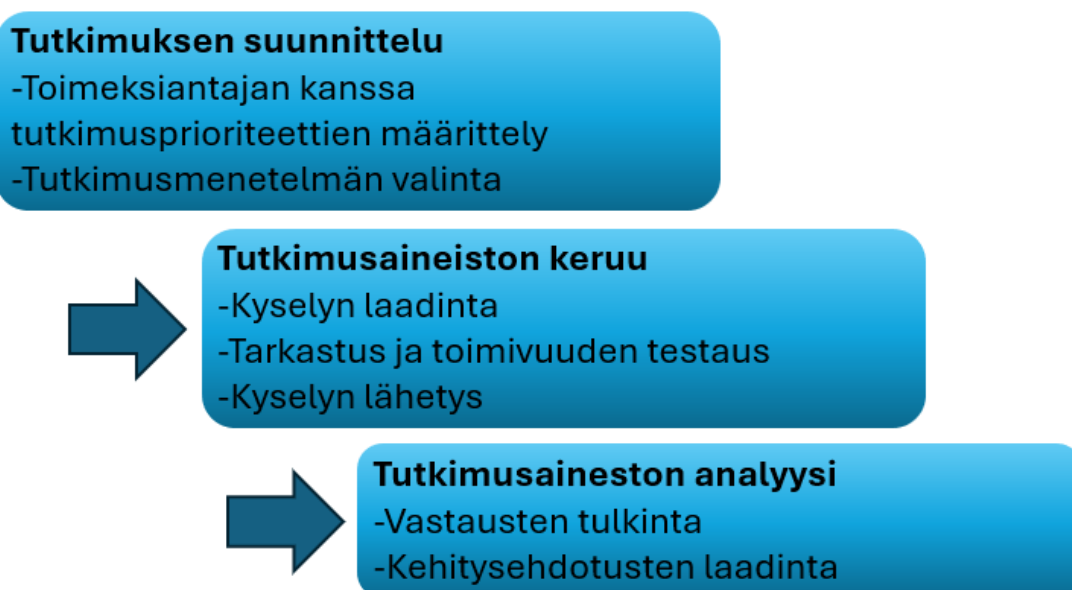 Tutkimuksen suunnittelu
-Toimeksiantajan kanssa
tutkimusprioriteettien määrittely
-Tutkimusmenetelmän valinta
Tutkimusaineiston keruu
-Kyselyn laadinta
-Tarkastus ja toimivuuden testaus
-Kyselyn lähetys
Tutkimusaineston analyysi
-Vastausten tulkinta
-Kehitysehdotusten laadinta